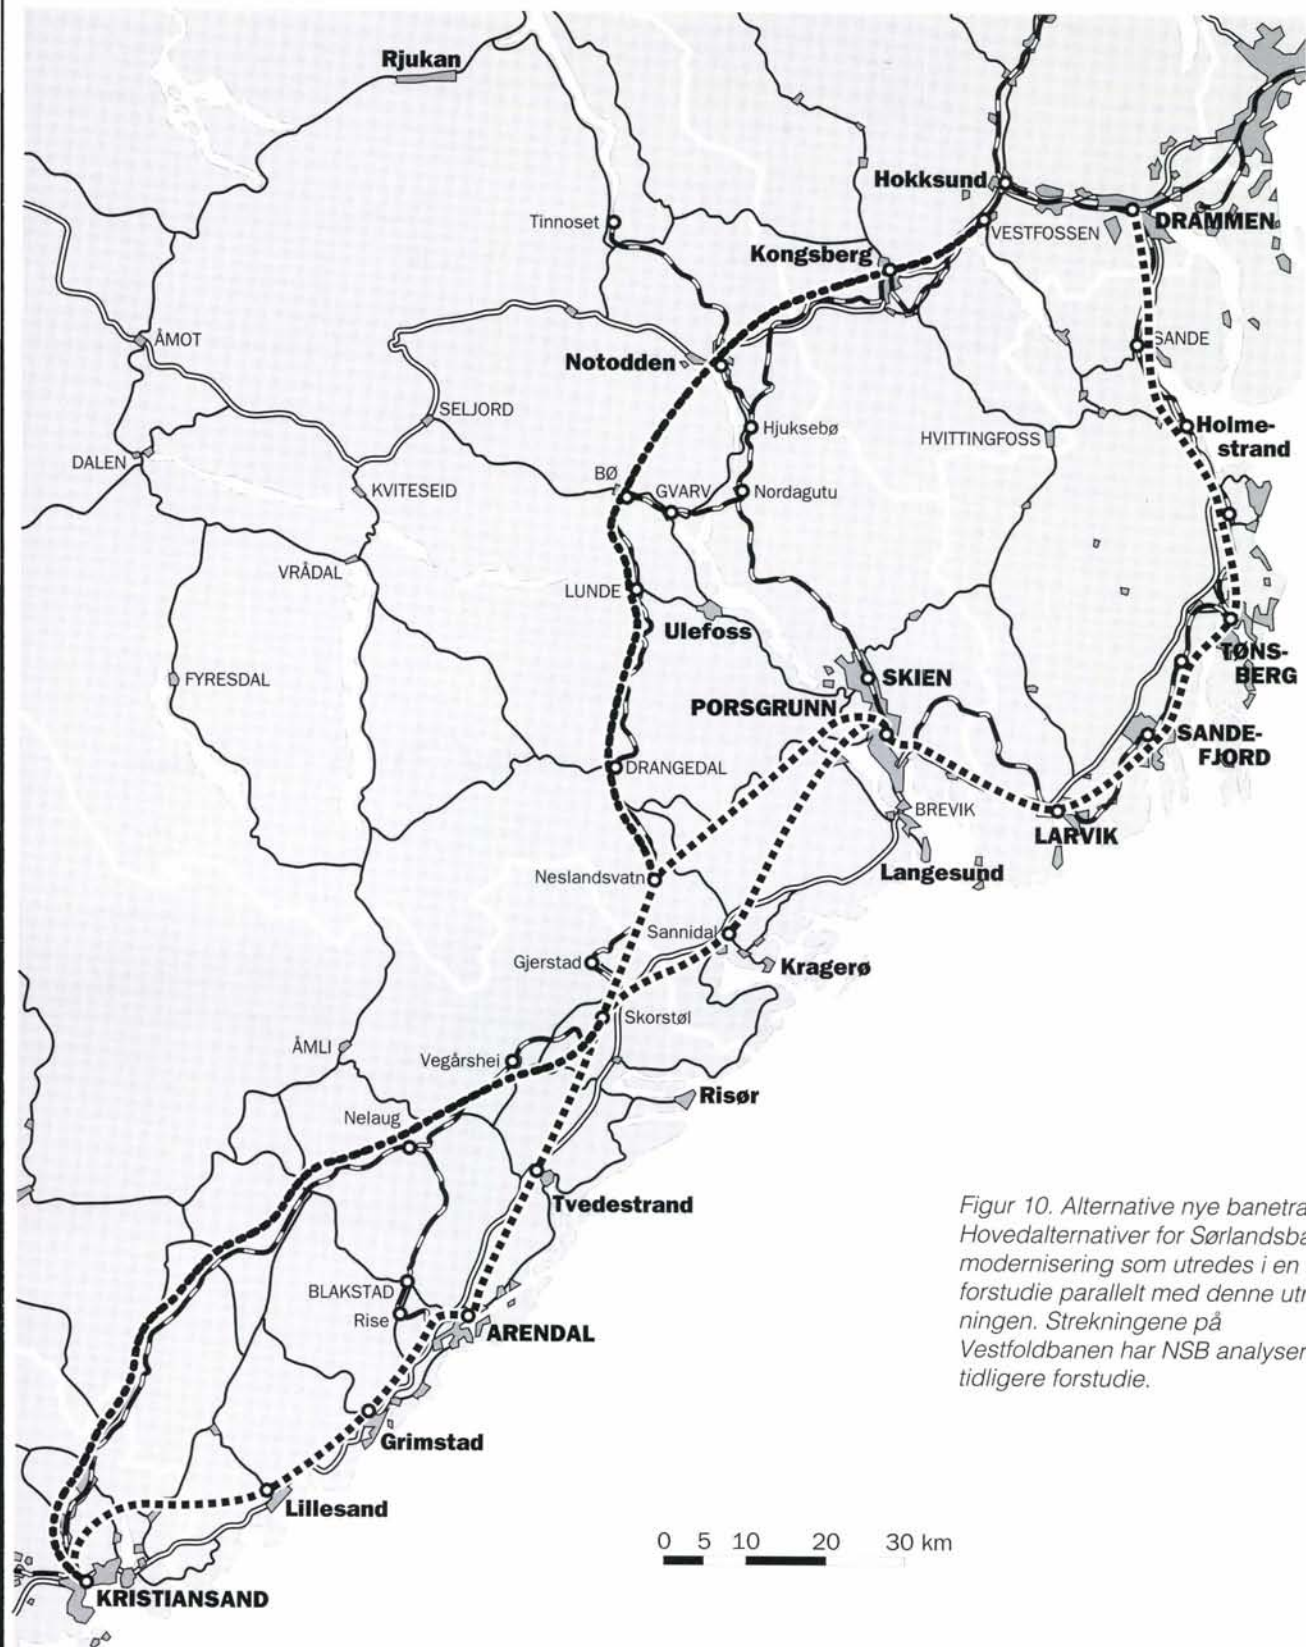 Rjukan
Hokksund
Tinnoset
DRAMMEN
VESTFOSSEN
Kongsberg
ÅMOT
SANDE
Notodden
SELJORD
Holme-
strand
Hjuksebø
HVITTINGFOSS
DALEN
BØ
KVITESEID
GVARV
Nordagutu
VRÅDAL
LUNDE
Ulefoss
TØNS-
BERG
FYRESDAL
SKIEN
PORSGRUNN
SANDE-
FJORD
DRANGEDAL
BREVIK
LARVIK
Langesund
Neslandsvatn
Sannidal
Gjerstad
Kragerø
Skorstøl
ÅMLI
Vegårshei
Risør
Nelaug
Tvedestrand
BLAKSTAD
Rise
ARENDAL
Grimstad
Lillesand
KRISTIANSAND
0 5 10 20 30 km
Figur 10. Alternative nye
Hovedalternativer for
modernisering som utredes i en
forstudie parallelt med denne
ningen. Strekningene på
Vestfoldbanen har NSB
tidligere forstudie.